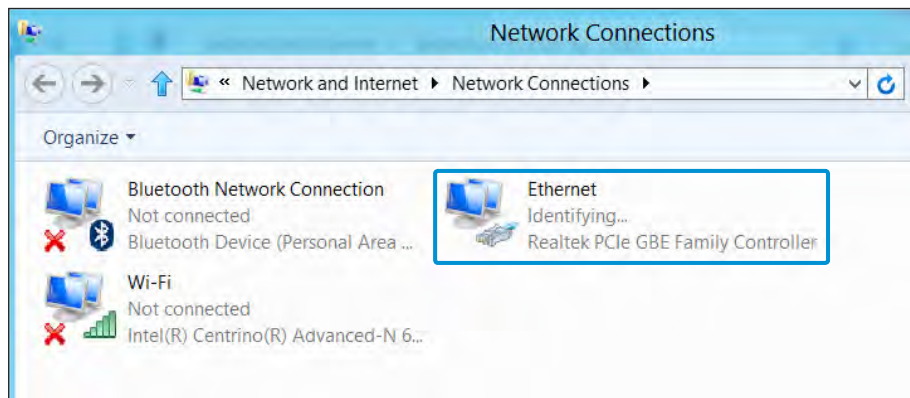 Network Connections
« Network and Internet Network Connections
Organize
Bluetooth Network Connection
Not connected
Bluetooth Device (Personal Area ...
Ethernet
Identifying...
Realtek PCIe GBE Family Controller
Wi-Fi
Not connected
Intel(R) Centrino(R) Advanced-N 6...